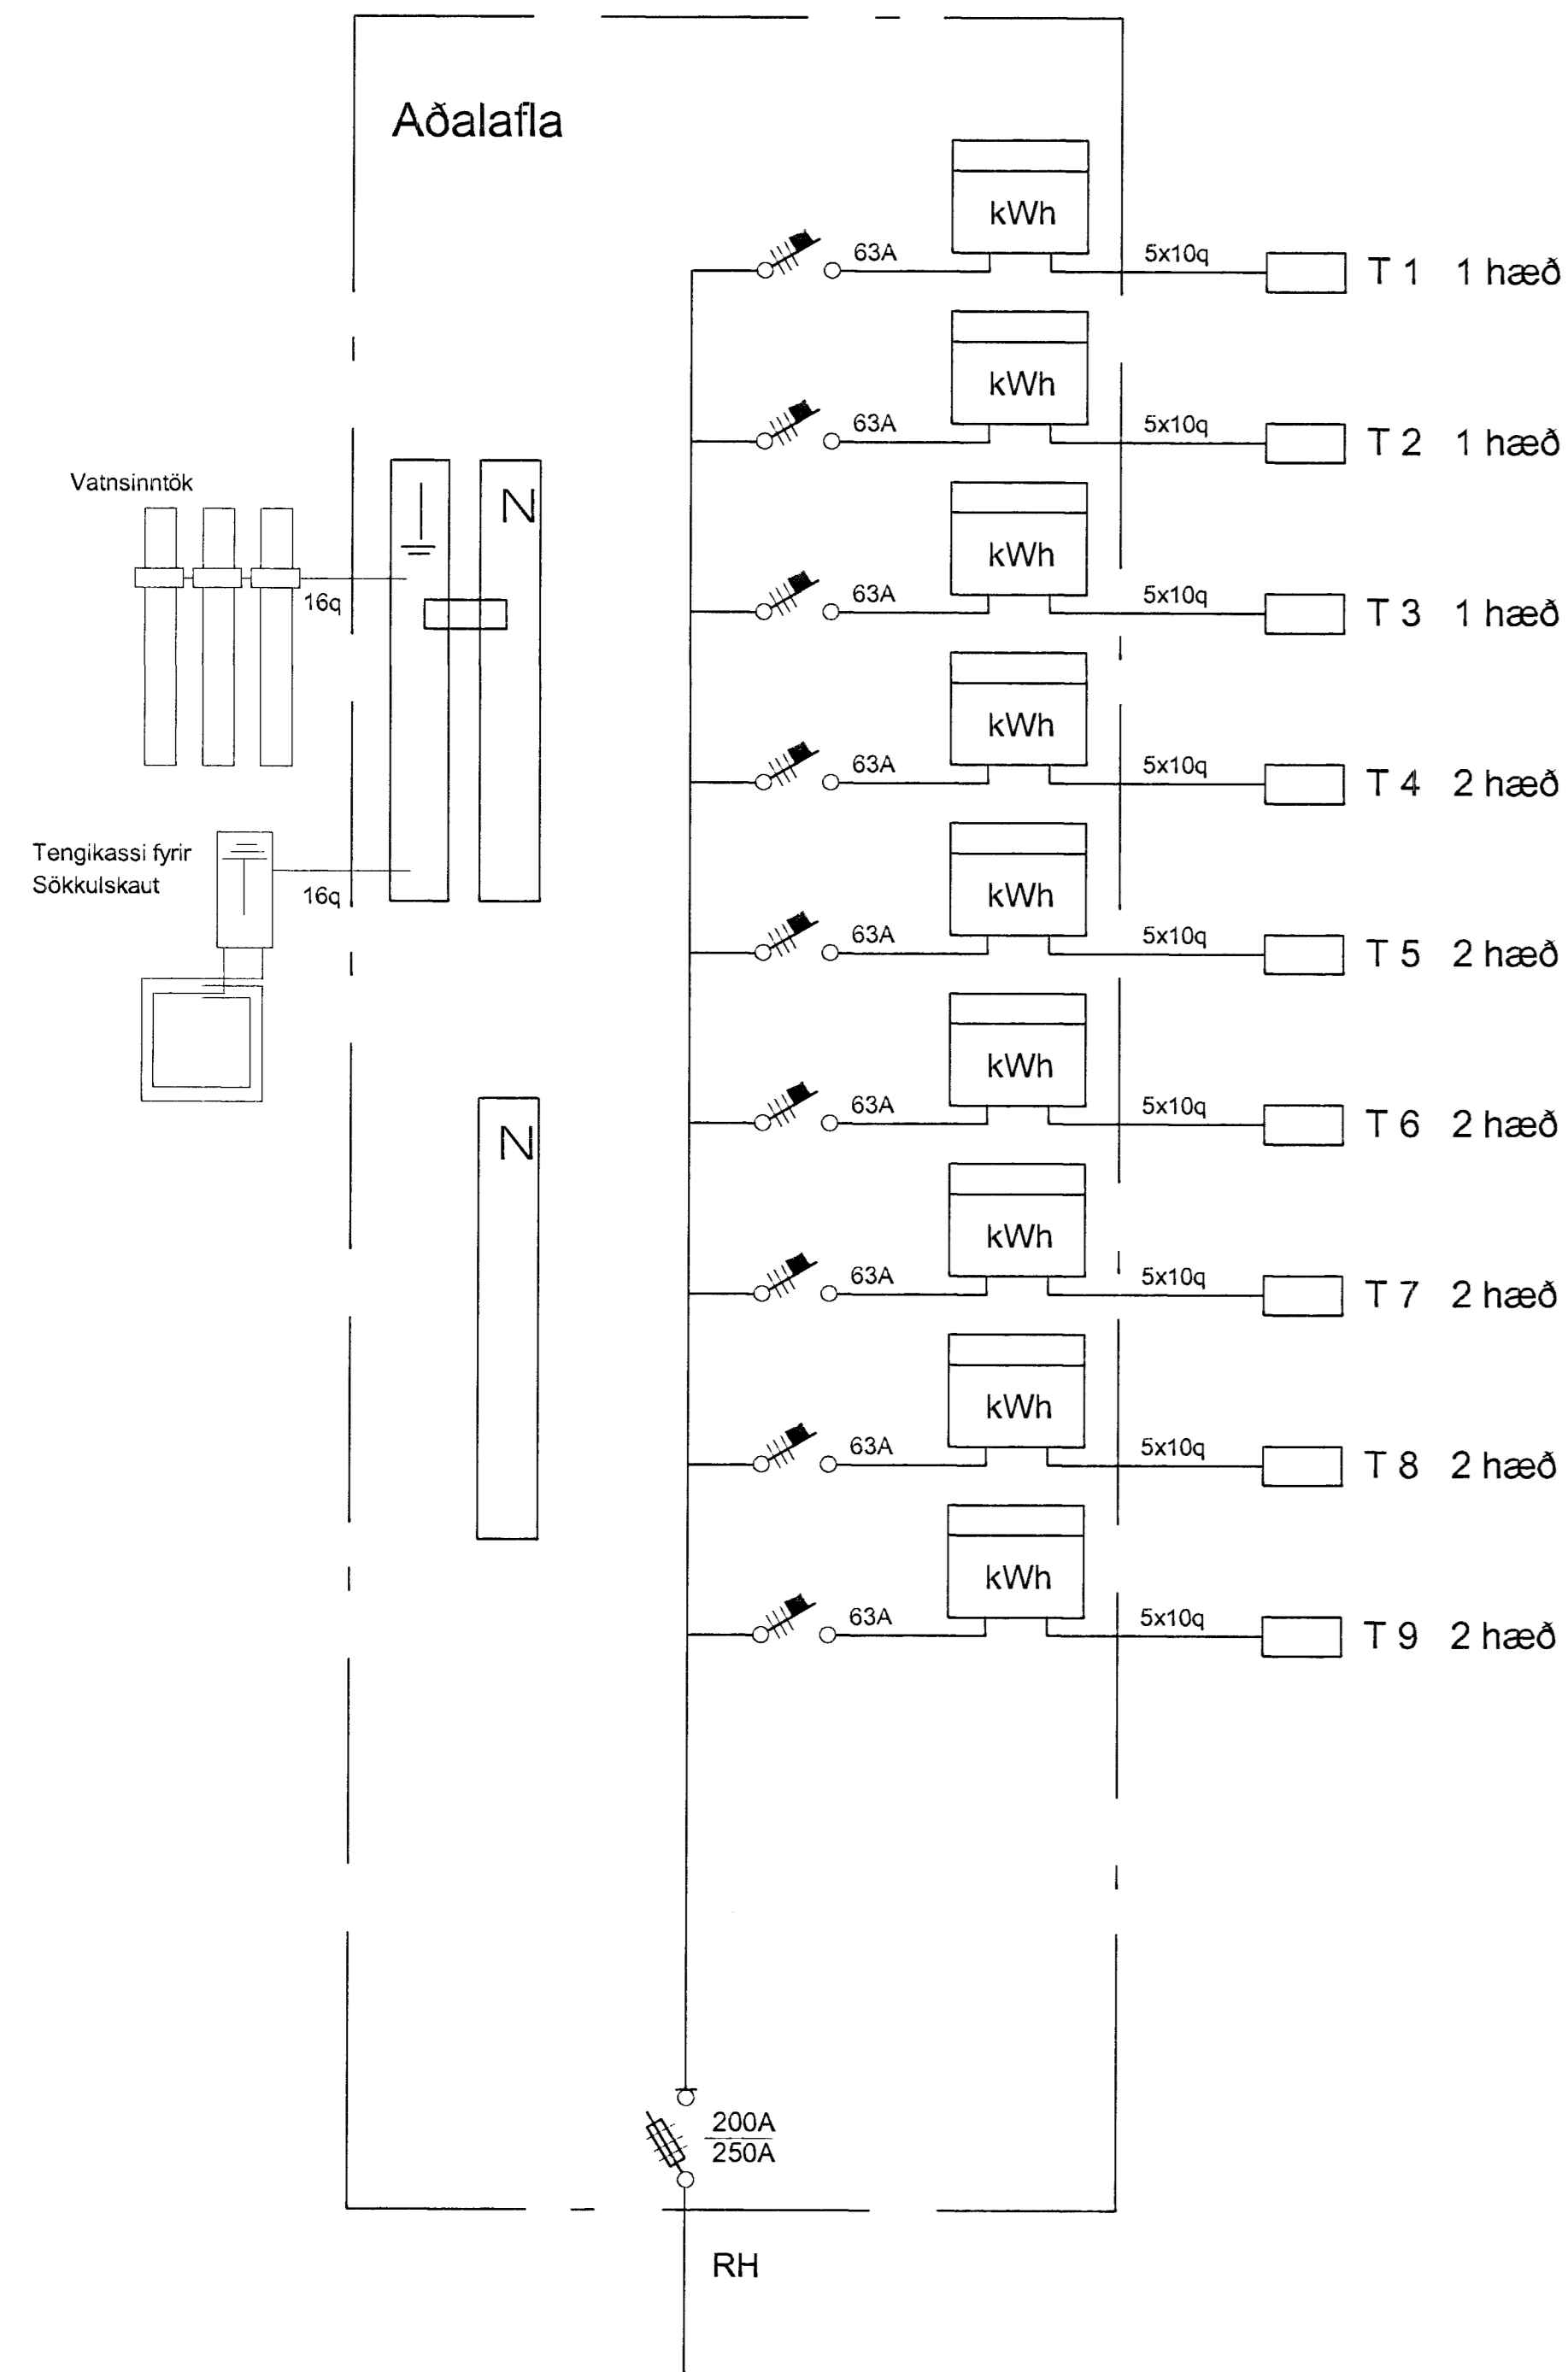 Aðalafla
kWh
63A
5x10q
T 1 1 hæð
kWh
63A
5x10q
T 2 1 hæð
Vatnsinntök
N
kWh
16q
63A
5x10q
T 3 1 hæð
kWh
63A
5x10q
T 4 2 hæð
Tengikassi fyrir
Sökkulskaut
16q
kWh
63A
5x10q
T 5 2 hæð
kWh
63A
5x10q
T 6 2 hæð
N
kWh
63A
5x10q
T 7 2 hæð
kWh
63A
5x10q
T 8 2 hæð
kWh
63A
5x10q
T 9 2 hæð
200A
250A
RH